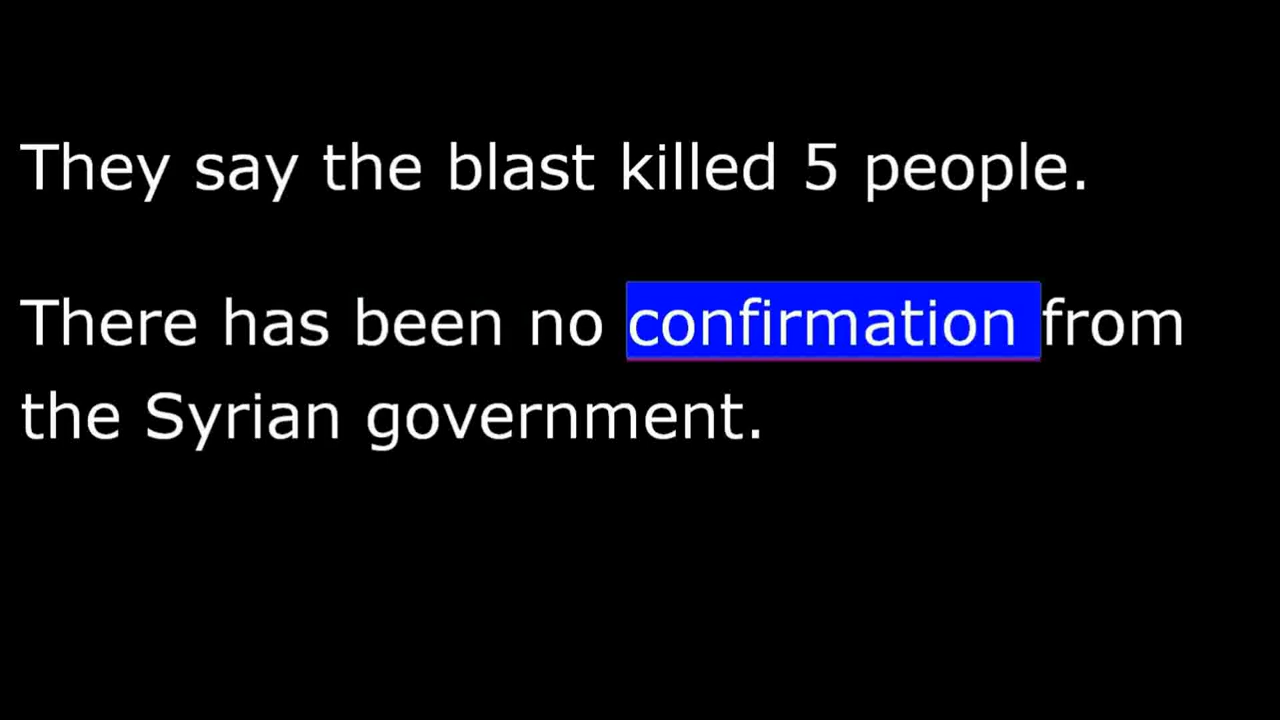 They say the blast killed 5 people.
There has been no confirmation from
the Syrian government.